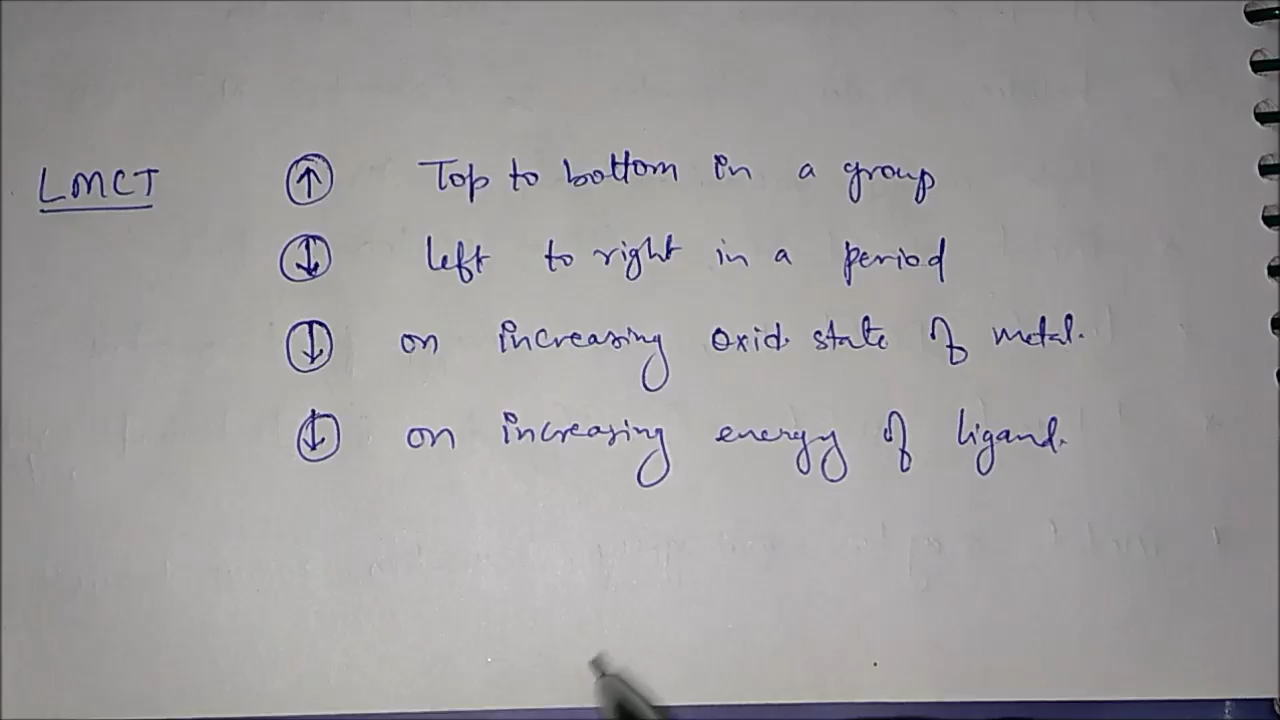 LMCT ↑ Top to bottom in a group
↓ left to right in a period
↓ on increasing oxid. state of metal.
↓ on increasing energy of ligand.